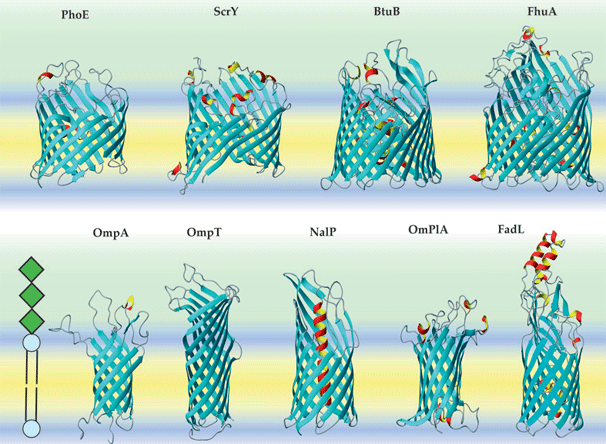 PhoE ScrY BtuB FhuA
OmpA OmpT NalP OmPlA FadL